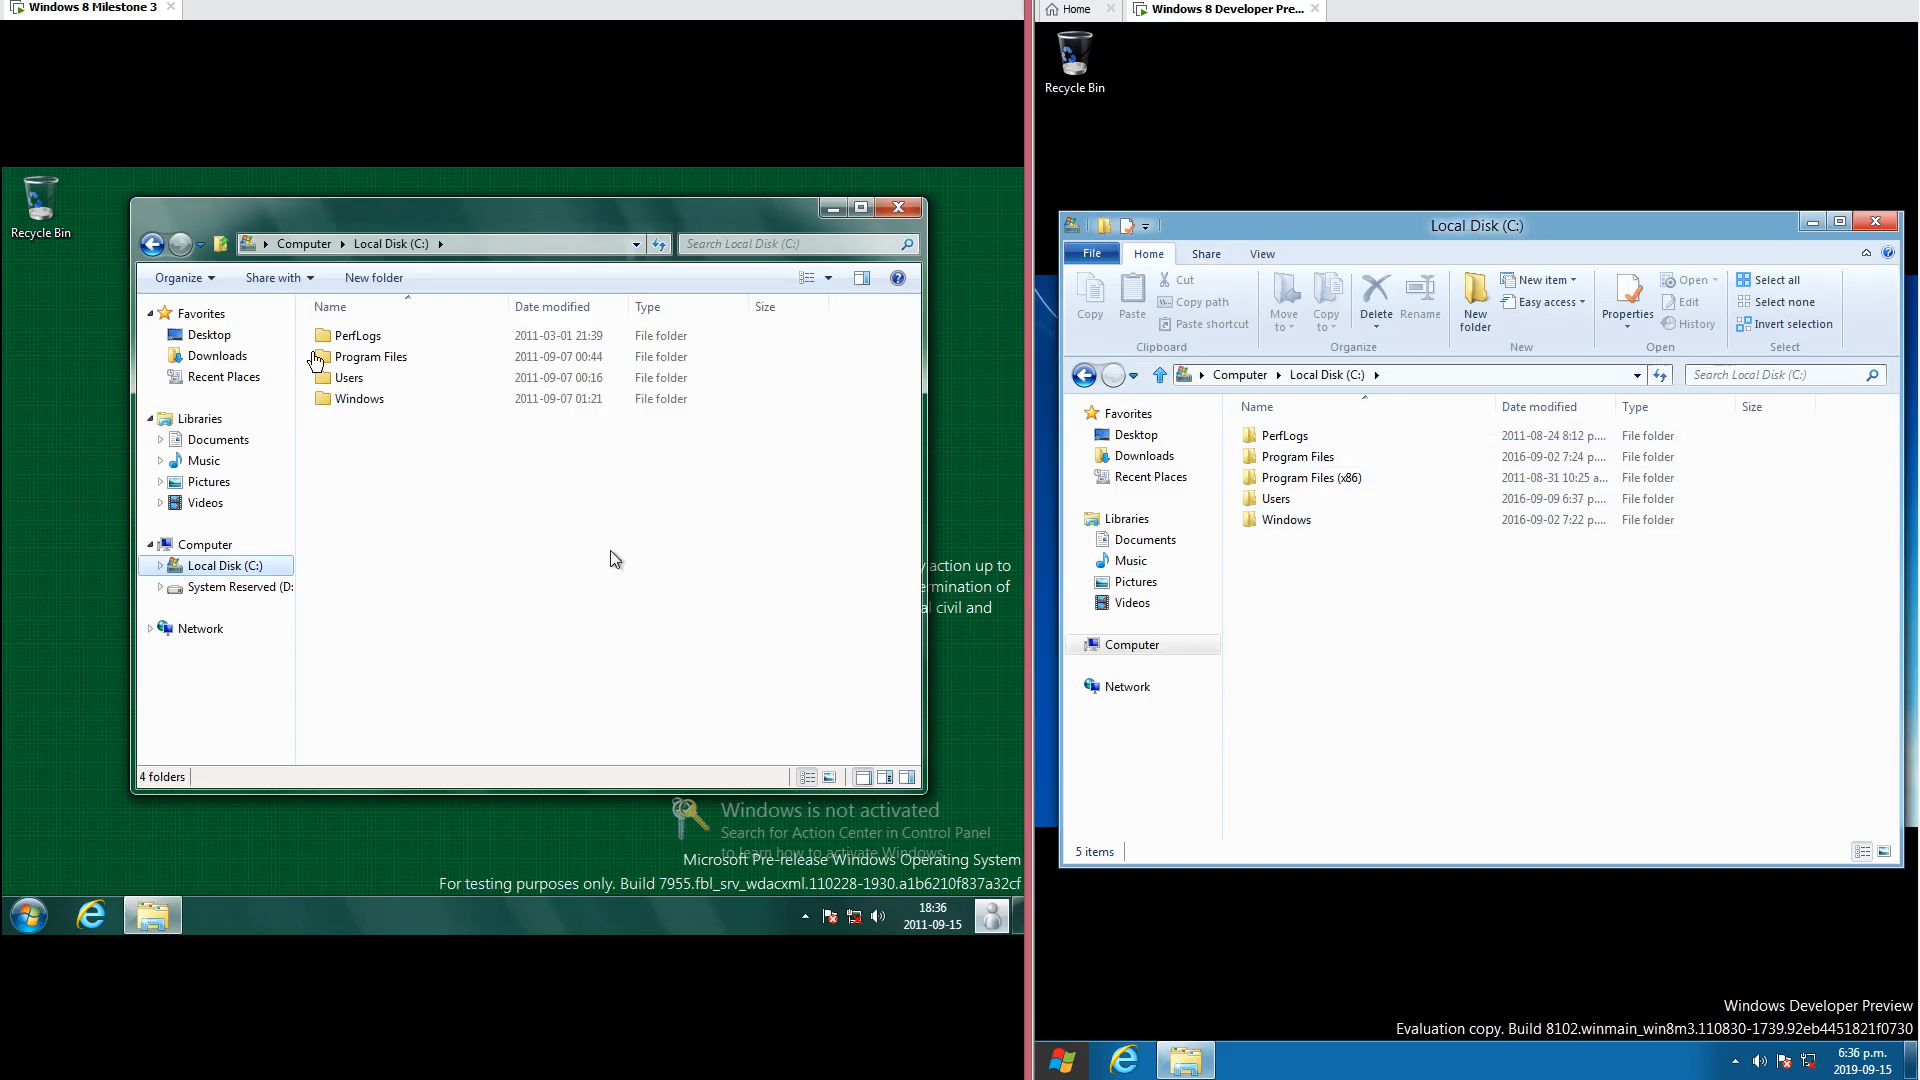 Windows 8 Milestone 3
Recycle Bin
Computer
Local Disk (C:)
Search Local Disk (C:)
Organize
Share with
New folder
Name
Date modified
Type
Size
Favorites
Desktop
Downloads
Recent Places
Libraries
Documents
Music
Pictures
Videos
Computer
Local Disk (C:)
System Reserved (D:
Network
PerfLogs 2011-03-01 21:39 File folder
Program Files 2011-09-07 00:44 File folder
Users 2011-09-07 00:16 File folder
Windows 2011-09-07 01:21 File folder
4 folders
y action up to
ermination of
al civil and
Windows is not activated
Search for Action Center in Control Panel
to learn how to activate Windows.
Microsoft Pre-release Windows Operating System
For testing purposes only. Build 7955.fbl_srv_wdacxml.110228-1930.a1b6210f837a32cf
18:36
2011-09-15
Home
Windows 8 Developer Pre...
Recycle Bin
Local Disk (C:)
File
Home
Share
View
Copy
Paste
Cut
Copy path
Paste shortcut
Clipboard
Move to
Copy to
Delete
Rename
Organize
New folder
New item
Easy access
New
Properties
Open
Edit
History
Open
Select all
Select none
Invert selection
Select
Computer
Local Disk (C:)
Search Local Disk (C:)
Name
Date modified
Type
Size
Favorites
Desktop
Downloads
Recent Places
Libraries
Documents
Music
Pictures
Videos
Computer
Network
PerfLogs 2011-08-24 8:12 p.... File folder
Program Files 2016-09-02 7:24 p.... File folder
Program Files (x86) 2011-08-31 10:25 a... File folder
Users 2016-09-09 6:37 p.... File folder
Windows 2016-09-02 7:22 p.... File folder
5 items
Windows Developer Preview
Evaluation copy. Build 8102.winmain_win8m3.110830-1739.92eb4451821f0730
6:36 p.m.
2019-09-15